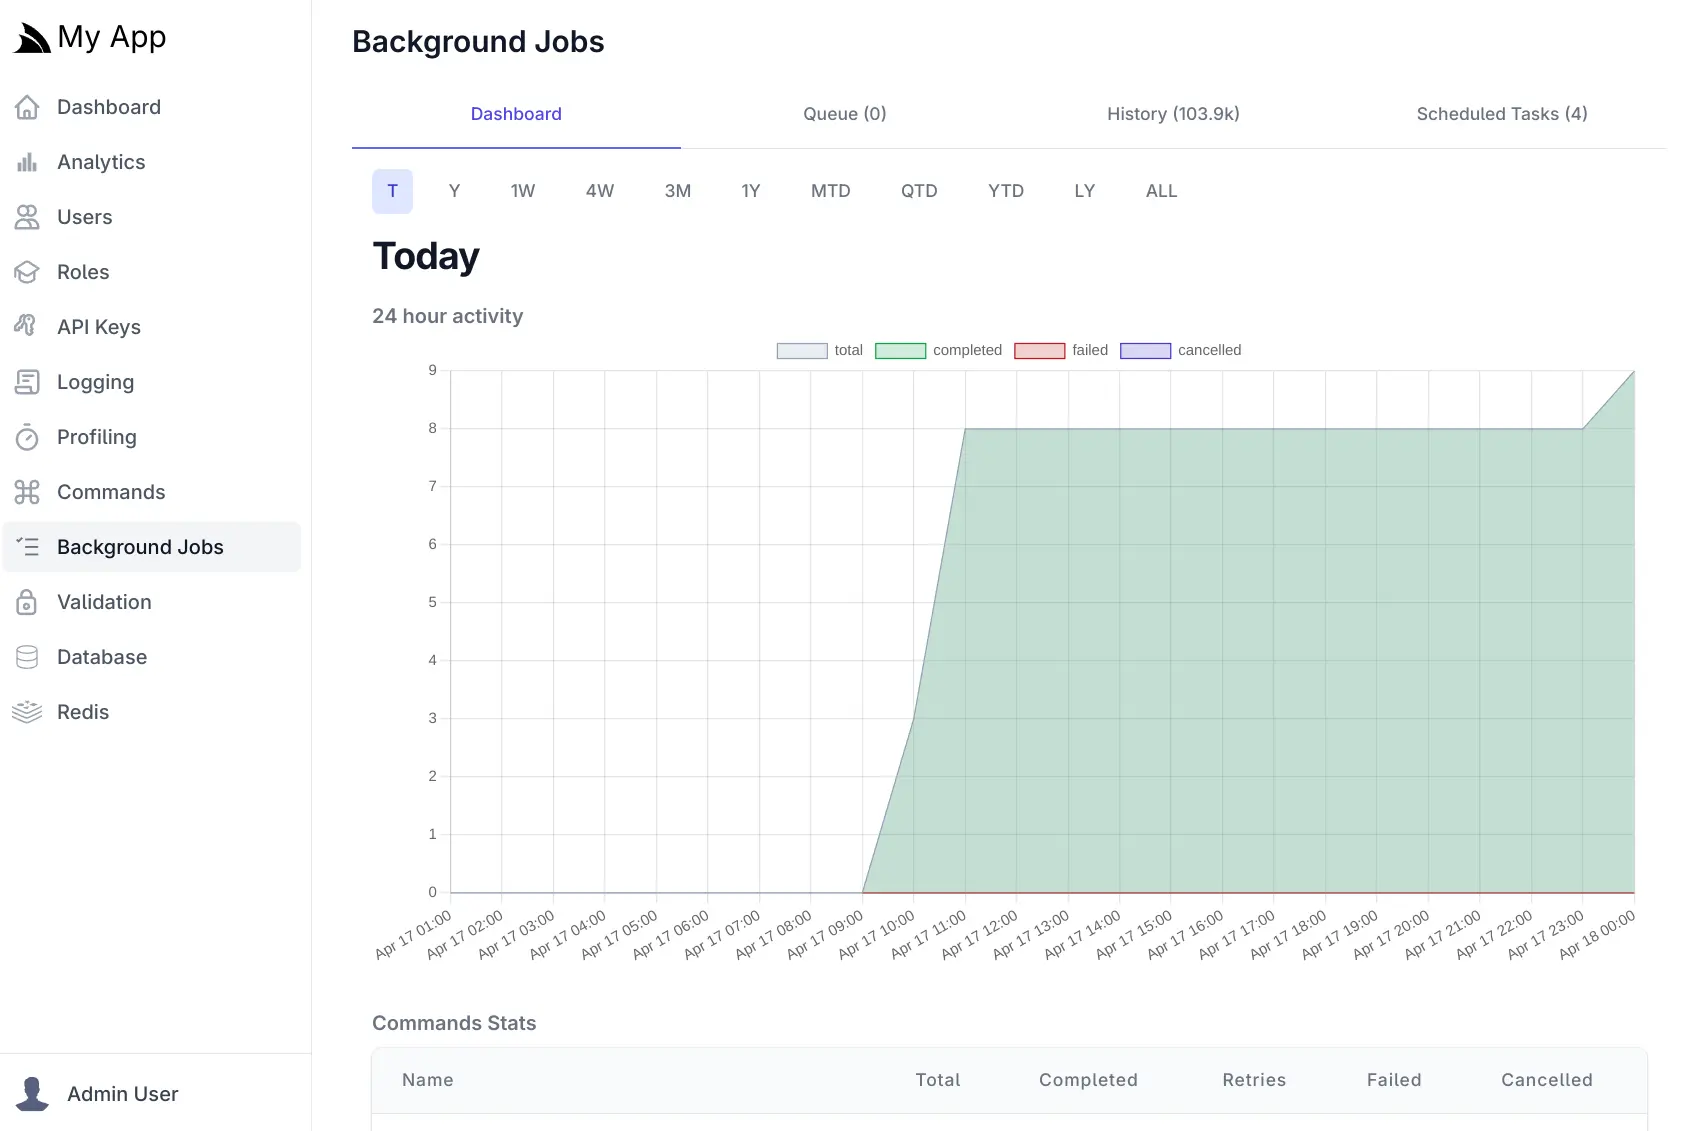 My App
Dashboard
Analytics
Users
Roles
API Keys
Logging
Profiling
Commands
Background Jobs
Validation
Database
Redis
Admin User
Background Jobs
Dashboard Queue (0) History (103.9k) Scheduled Tasks (4)
T Y 1W 4W 3M 1Y MTD QTD YTD LY ALL
Today
24 hour activity
total completed failed cancelled
9
8
7
6
5
4
3
2
1
0
Apr 17 01:00
Apr 17 02:00
Apr 17 03:00
Apr 17 04:00
Apr 17 05:00
Apr 17 06:00
Apr 17 07:00
Apr 17 08:00
Apr 17 09:00
Apr 17 10:00
Apr 17 11:00
Apr 17 12:00
Apr 17 13:00
Apr 17 14:00
Apr 17 15:00
Apr 17 16:00
Apr 17 17:00
Apr 17 18:00
Apr 17 19:00
Apr 17 20:00
Apr 17 21:00
Apr 17 22:00
Apr 17 23:00
Apr 18 00:00
Commands Stats
Name Total Completed Retries Failed Cancelled